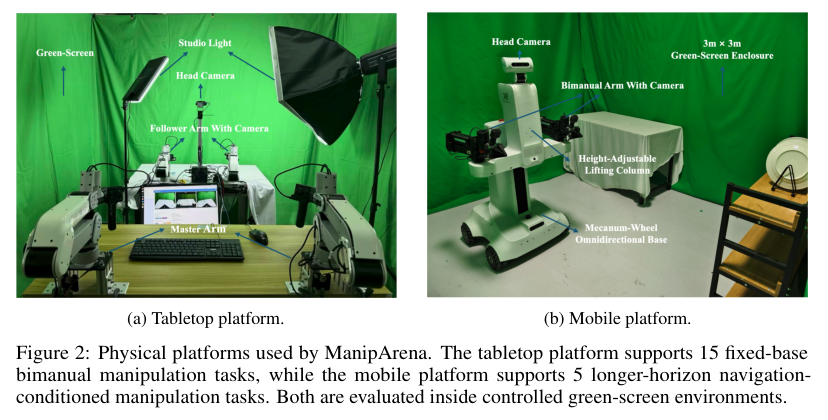 Green-Screen
Studio Light
Head Camera
Follower Arm With Camera
Master Arm
Head Camera
3m × 3m
Green-Screen Enclosure
Bimanual Arm With Camera
Height-Adjustable
Lifting Column
Mecanum-Wheel
Omnidirectional Base
(a) Tabletop platform.
(b) Mobile platform.
Figure 2: Physical platforms used by ManipArena. The tabletop platform supports 15 fixed-base
bimanual manipulation tasks, while the mobile platform supports 5 longer-horizon navigation-
conditioned manipulation tasks. Both are evaluated inside controlled green-screen environments.